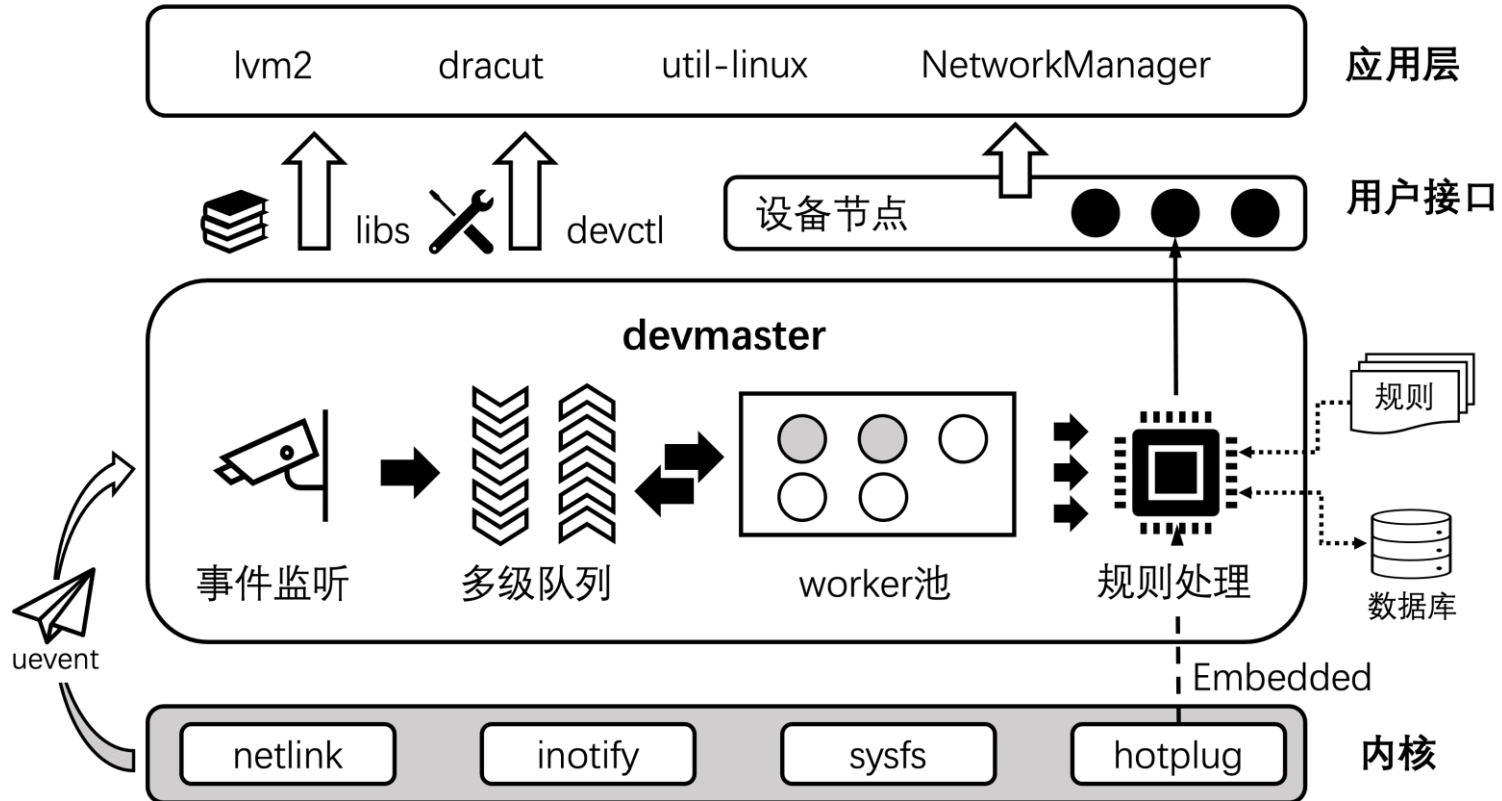 lvm2 dracut util-linux NetworkManager
应用层
libs
devctl
设备节点
用户接口
devmaster
规则
事件监听
多级队列
worker池
规则处理
数据库
uevent
Embedded
netlink
inotify
sysfs
hotplug
内核